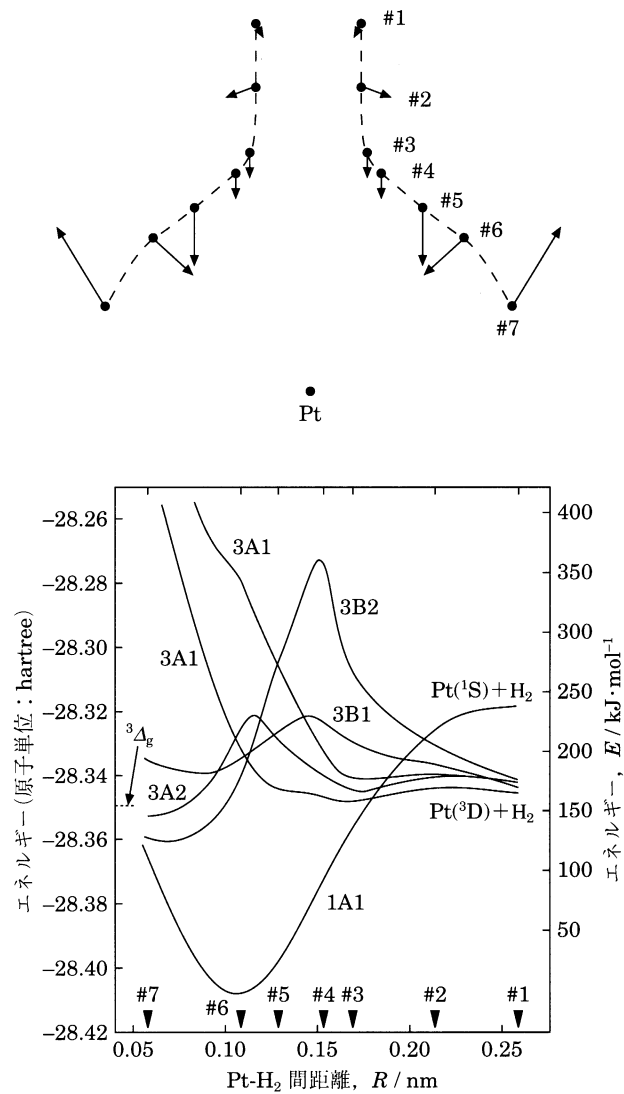 #1
#2
#3
#4
#5
#6
#7
Pt
エネルギー(原子単位：hartree)
−28.26
−28.28
−28.30
−28.32
−28.34
−28.36
−28.38
−28.40
−28.42
400
350
300
250
200
150
100
50
エネルギー, E / kJ·mol⁻¹
3A1
3B2
3A1
Pt(¹S)+H₂
3B1
³Δg
3A2
Pt(³D)+H₂
1A1
#7 #6 #5 #4 #3 #2 #1
0.05 0.10 0.15 0.20 0.25
Pt-H₂ 間距離, R / nm